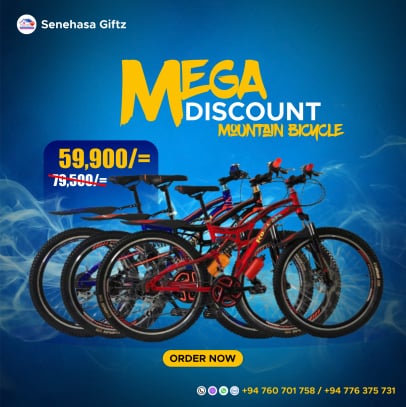 Senehasa Giftz
MEGA
DISCOUNT
MOUNTAIN BICYCLE
59,900/=
79,500/=
ORDER NOW
+94 760 701 758 / +94 776 375 731